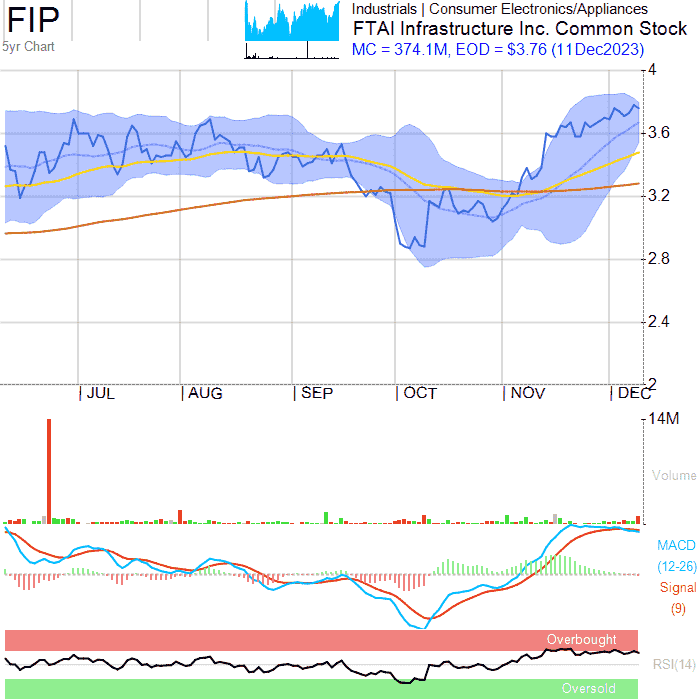 FIP
5yr Chart
Industrials | Consumer Electronics/Appliances
FTAI Infrastructure Inc. Common Stock
MC = 374.1M, EOD = $3.76 (11Dec2023)
4
3.6
3.2
2.8
2.4
2
| JUL | AUG | SEP | OCT | NOV | DEC
14M
Volume
MACD
(12-26)
Signal
(9)
Overbought
RSI(14)
Oversold